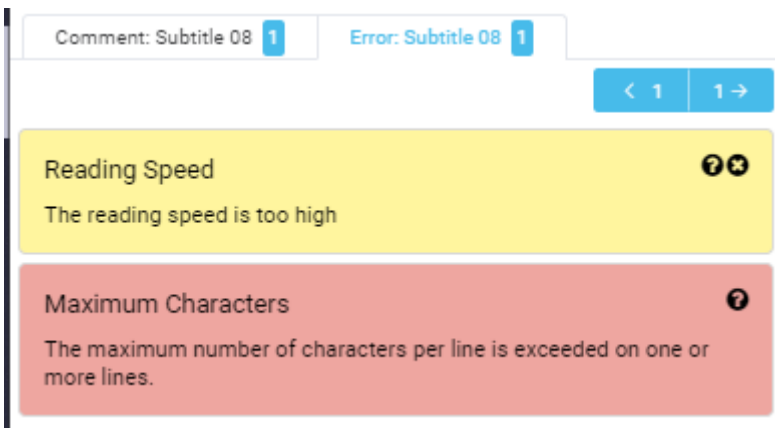 Comment: Subtitle 08 1
Error: Subtitle 08 1
< 1 1 →
Reading Speed
The reading speed is too high
Maximum Characters
The maximum number of characters per line is exceeded on one or
more lines.